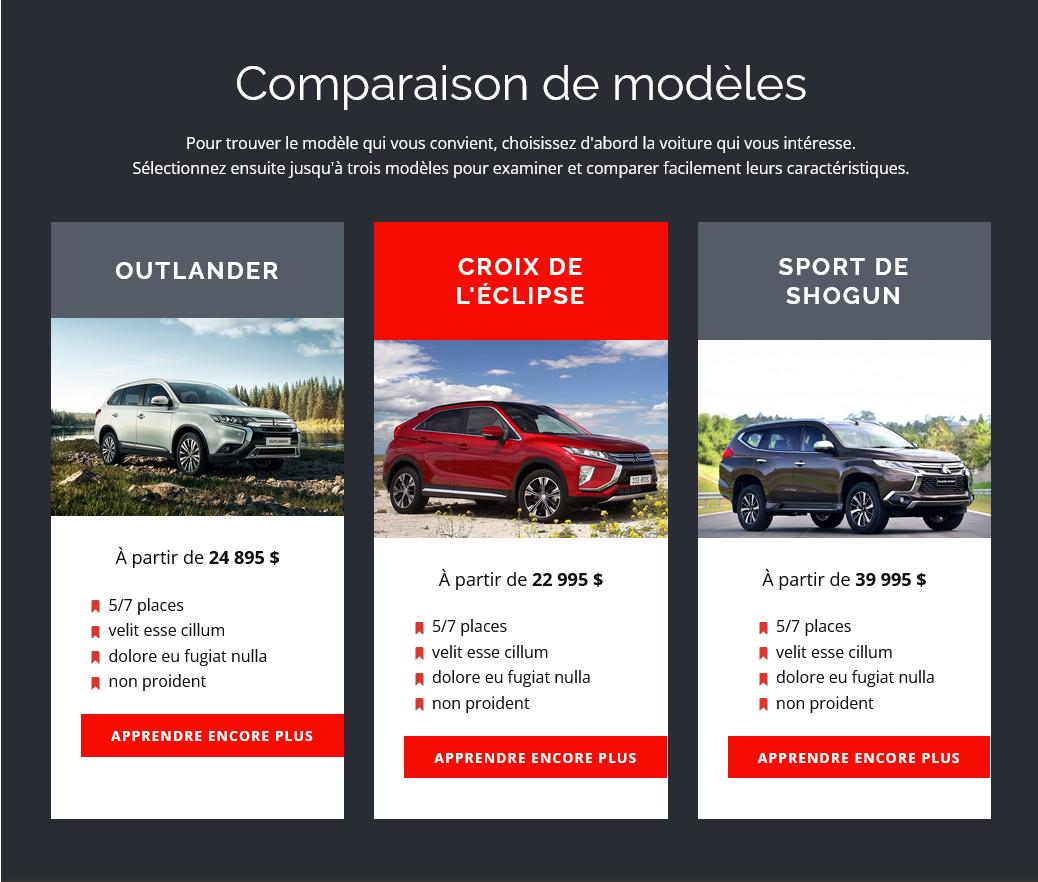 Comparaison de modèles
Pour trouver le modèle qui vous convient, choisissez d'abord la voiture qui vous intéresse.
Sélectionnez ensuite jusqu'à trois modèles pour examiner et comparer facilement leurs caractéristiques.
OUTLANDER
OUTLANDER
À partir de 24 895 $
5/7 places
velit esse cillum
dolore eu fugiat nulla
non proident
APPRENDRE ENCORE PLUS
CROIX DE
L'ÉCLIPSE
À partir de 22 995 $
5/7 places
velit esse cillum
dolore eu fugiat nulla
non proident
APPRENDRE ENCORE PLUS
SPORT DE
SHOGUN
À partir de 39 995 $
5/7 places
velit esse cillum
dolore eu fugiat nulla
non proident
APPRENDRE ENCORE PLUS